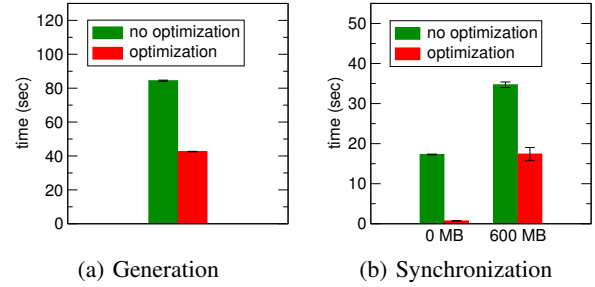 120
100
80
60
40
20
0
time (sec)
no optimization
optimization
(a) Generation
50
40
30
20
10
0
time (sec)
no optimization
optimization
0 MB 600 MB
(b) Synchronization